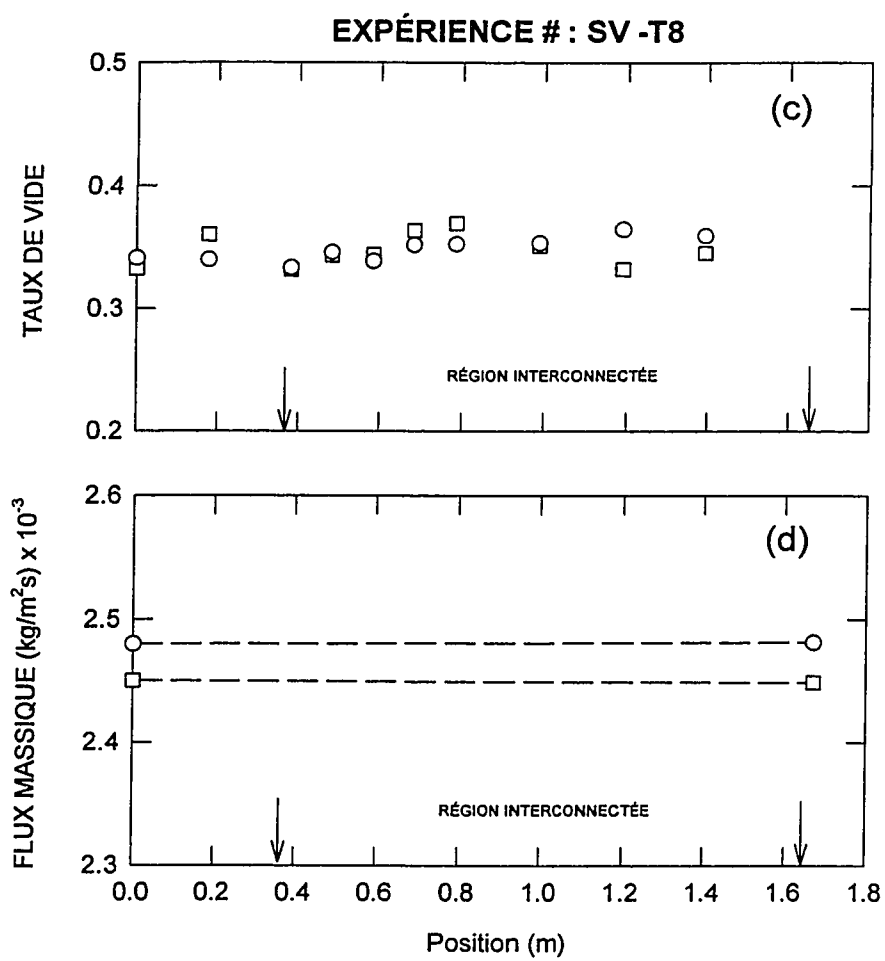 EXPÉRIENCE # : SV -T8
0.5
(c)
0.4
TAUX DE VIDE
0.3
RÉGION INTERCONNECTÉE
0.2
2.6
(d)
2.5
FLUX MASSIQUE (kg/m²s) x 10⁻³
2.4
RÉGION INTERCONNECTÉE
2.3
0.0 0.2 0.4 0.6 0.8 1.0 1.2 1.4 1.6 1.8
Position (m)